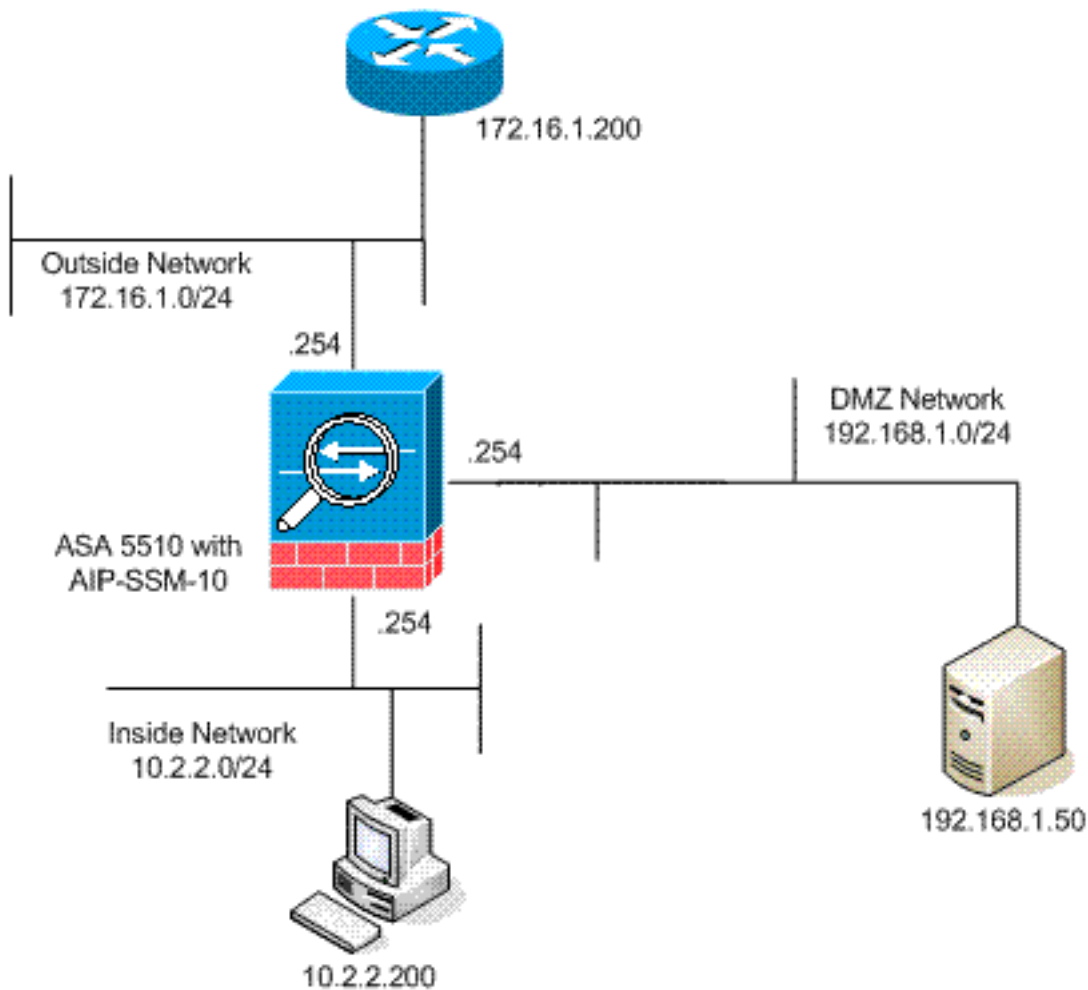 172.16.1.200
Outside Network
172.16.1.0/24
.254
DMZ Network
192.168.1.0/24
.254
ASA 5510 with
AIP-SSM-10
.254
Inside Network
10.2.2.0/24
192.168.1.50
10.2.2.200